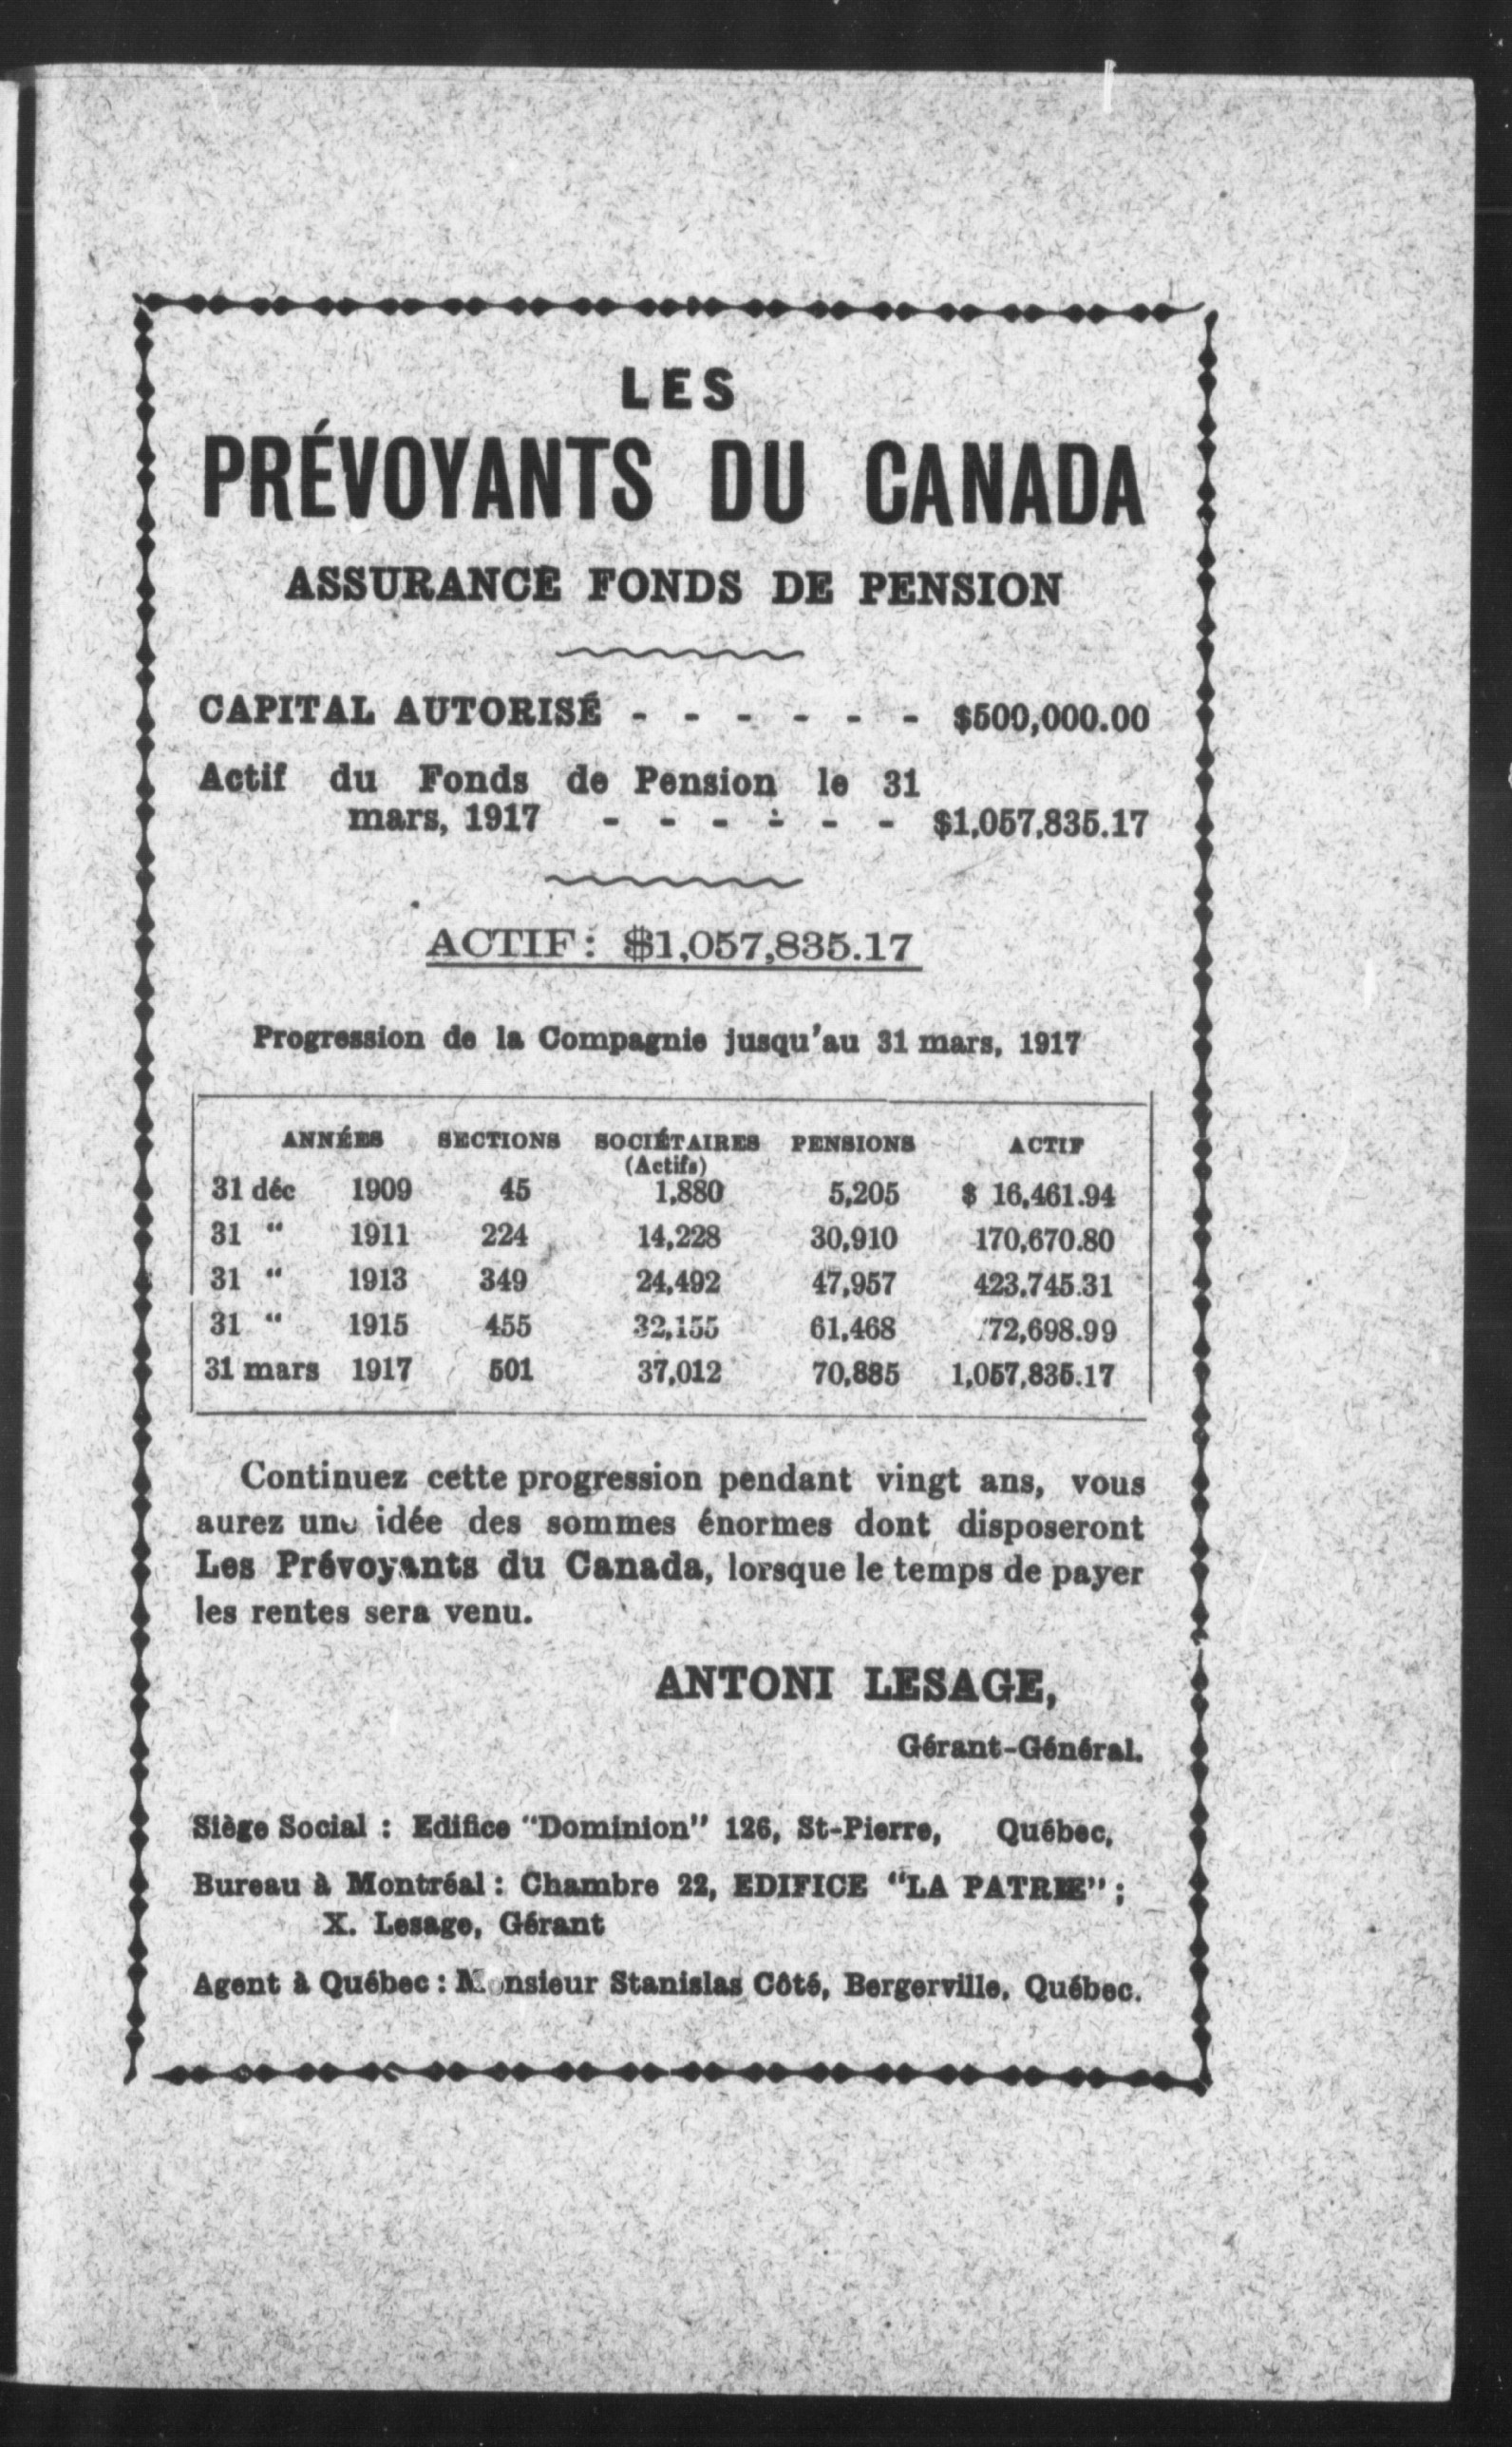 LES
PRÉVOYANTS DU CANADA
ASSURANCE FONDS DE PENSION
CAPITAL AUTORISÉ - - - - - - $500,000.00
Actif du Fonds de Pension le 31
mars, 1917 - - - - - - $1,057,835.17
ACTIF: $1,057,835.17
Progression de la Compagnie jusqu'au 31 mars, 1917
ANNÉES SECTIONS SOCIÉTAIRES PENSIONS ACTIF
(Actifs)
31 déc 1909 45 1,880 5,205 $ 16,461.94
31 “ 1911 224 14,228 30,910 170,670.80
31 “ 1913 349 24,492 47,957 423,745.31
31 “ 1915 455 32,155 61,468 772,698.99
31 mars 1917 501 37,012 70,885 1,057,835.17
Continuez cette progression pendant vingt ans, vous
aurez une idée des sommes énormes dont disposeront
Les Prévoyants du Canada, lorsque le temps de payer
les rentes sera venu.
ANTONI LESAGE,
Gérant-Général.
Siège Social : Edifice “Dominion” 126, St-Pierre, Québec,
Bureau à Montréal : Chambre 22, EDIFICE “LA PATRIE” ;
X. Lesage, Gérant
Agent à Québec : Monsieur Stanislas Côté, Bergerville, Québec.